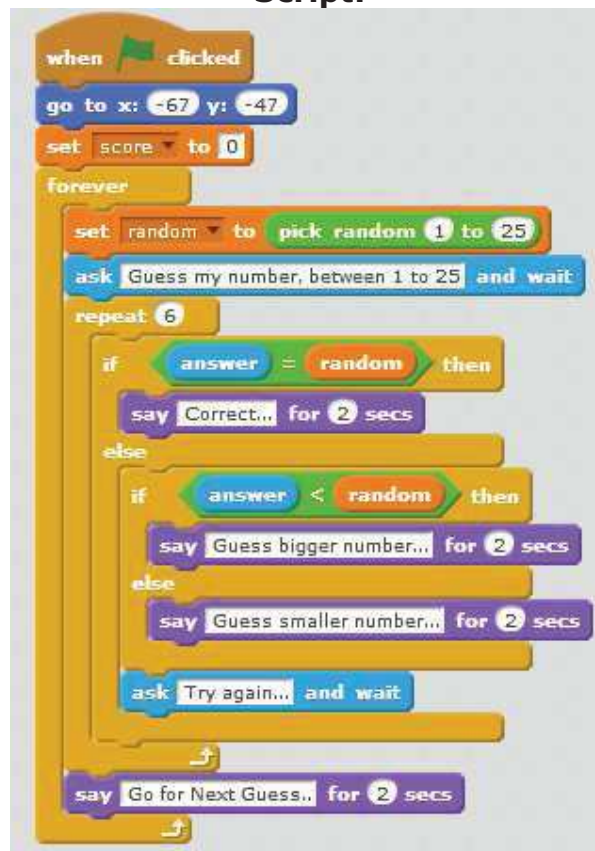 Script:
when clicked
go to x: -67 y: -47
set score to 0
forever
set random to pick random 1 to 25
ask Guess my number, between 1 to 25 and wait
repeat 6
if answer = random then
say Correct... for 2 secs
else
if answer < random then
say Guess bigger number... for 2 secs
else
say Guess smaller number... for 2 secs
ask Try again... and wait
say Go for Next Guess.. for 2 secs